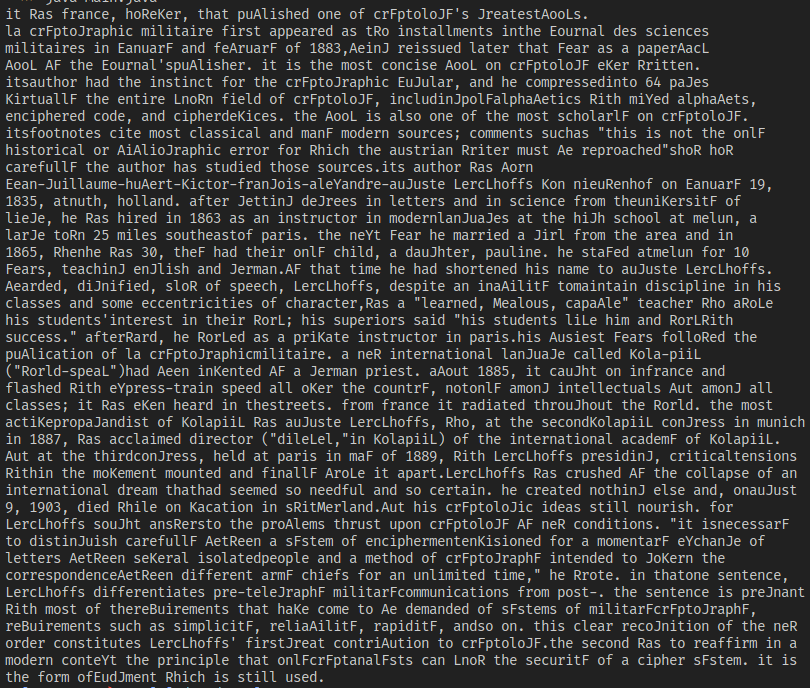 it Ras france, hoReKer, that puAlished one of crFptoloJF's JreatestAooLs.
la crFptoJraphic militaire first appeared as tRo installments inthe Eournal des sciences
militaires in EanuarF and feAruarF of 1883,AeinJ reissued later that Fear as a paperAacL
AooL AF the Eournal'spuAlisher. it is the most concise AooL on crFptoloJF eKer Rritten.
itsauthor had the instinct for the crFptoJraphic EuJular, and he compressedinto 64 paJes
KirtuallF the entire LnoRn field of crFptoloJF, includinJpolFalphaAetics Rith miYed alphaAets,
enciphered code, and cipherdeKices. the AooL is also one of the most scholarlF on crFptoloJF.
itsfootnotes cite most classical and manF modern sources; comments suchas "this is not the onlF
historical or AiAlioJraphic error for Rhich the austrian Rriter must Ae reproached"shoR hoR
carefullF the author has studied those sources.its author Ras Aorn
Eean-Juillaume-huAert-Kictor-franJois-aleYandre-auJuste LercLhoffs Kon nieuRenhof on EanuarF 19,
1835, atnuth, holland. after JettinJ deJrees in letters and in science from theuniKersitF of
lieJe, he Ras hired in 1863 as an instructor in modernlanJuaJes at the hiJh school at melun, a
larJe toRn 25 miles southeastof paris. the neYt Fear he married a Jirl from the area and in
1865, Rhenhe Ras 30, theF had their onlF child, a dauJhter, pauline. he staFed atmelun for 10
Fears, teachinJ enJlish and Jerman.AF that time he had shortened his name to auJuste LercLhoffs.
Aearded, diJnified, sloR of speech, LercLhoffs, despite an inaAilitF tomaintain discipline in his
classes and some eccentricities of character,Ras a "learned, Mealous, capaAle" teacher Rho aRoLe
his students'interest in their RorL; his superiors said "his students liLe him and RorLRith
success." afterRard, he RorLed as a priKate instructor in paris.his Ausiest Fears folloRed the
puAlication of la crFptoJraphicmilitaire. a neR international lanJuaJe called Kola-piiL
("Rorld-speaL")had Aeen inKented AF a Jerman priest. aAout 1885, it cauJht on infrance and
flashed Rith eYpress-train speed all oKer the countrF, notonlF amonJ intellectuals Aut amonJ all
classes; it Ras eKen heard in thestreets. from france it radiated throuJhout the Rorld. the most
actiKepropaJandist of KolapiiL Ras auJuste LercLhoffs, Rho, at the secondKolapiiL conJress in munich
in 1887, Ras acclaimed director ("dileLel,"in KolapiiL) of the international academF of KolapiiL.
Aut at the thirdconJress, held at paris in maF of 1889, Rith LercLhoffs presidinJ, criticaltensions
Rithin the moKement mounted and finallF AroLe it apart.LercLhoffs Ras crushed AF the collapse of an
international dream thathad seemed so needful and so certain. he created nothinJ else and, onauJust
9, 1903, died Rhile on Kacation in sRitMerland.Aut his crFptoloJic ideas still nourish. for
LercLhoffs souJht ansRersto the proAlems thrust upon crFptoloJF AF neR conditions. "it isnecessarF
to distinJuish carefullF AetReen a sFstem of enciphermentenKisioned for a momentarF eYchanJe of
letters AetReen seKeral isolatedpeople and a method of crFptoJraphF intended to JoKern the
correspondenceAetReen different armF chiefs for an unlimited time," he Rrote. in thatone sentence,
LercLhoffs differentiates pre-teleJraphF militarFcommunications from post-. the sentence is preJnant
Rith most of thereBuirements that haKe come to Ae demanded of sFstems of militarFcrFptoJraphF,
reBuirements such as simplicitF, reliaAilitF, rapiditF, andso on. this clear recoJnition of the neR
order constitutes LercLhoffs' firstJreat contriAution to crFptoloJF.the second Ras to reaffirm in a
modern conteYt the principle that onlFcrFptanalFsts can LnoR the securitF of a cipher sFstem. it is
the form ofEudJment Rhich is still used.